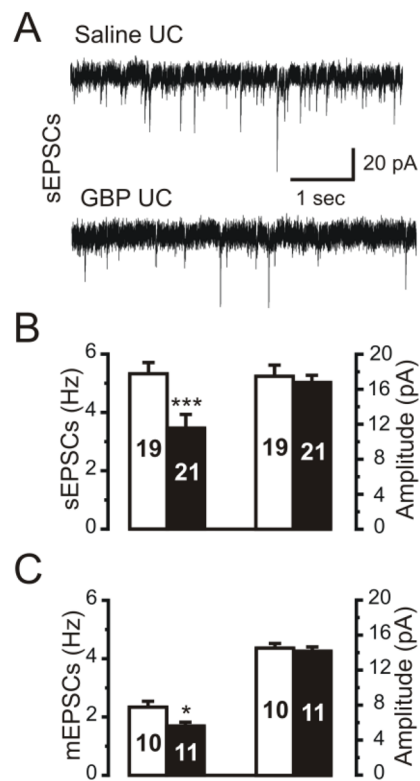 A
Saline UC
sEPSCs
20 pA
1 sec
GBP UC
B
sEPSCs (Hz)
6
4
2
0
***
19
21
19
21
20
16
12
8
4
0
Amplitude (pA)
C
mEPSCs (Hz)
6
4
2
0
*
10
11
10
11
20
16
12
8
4
0
Amplitude (pA)